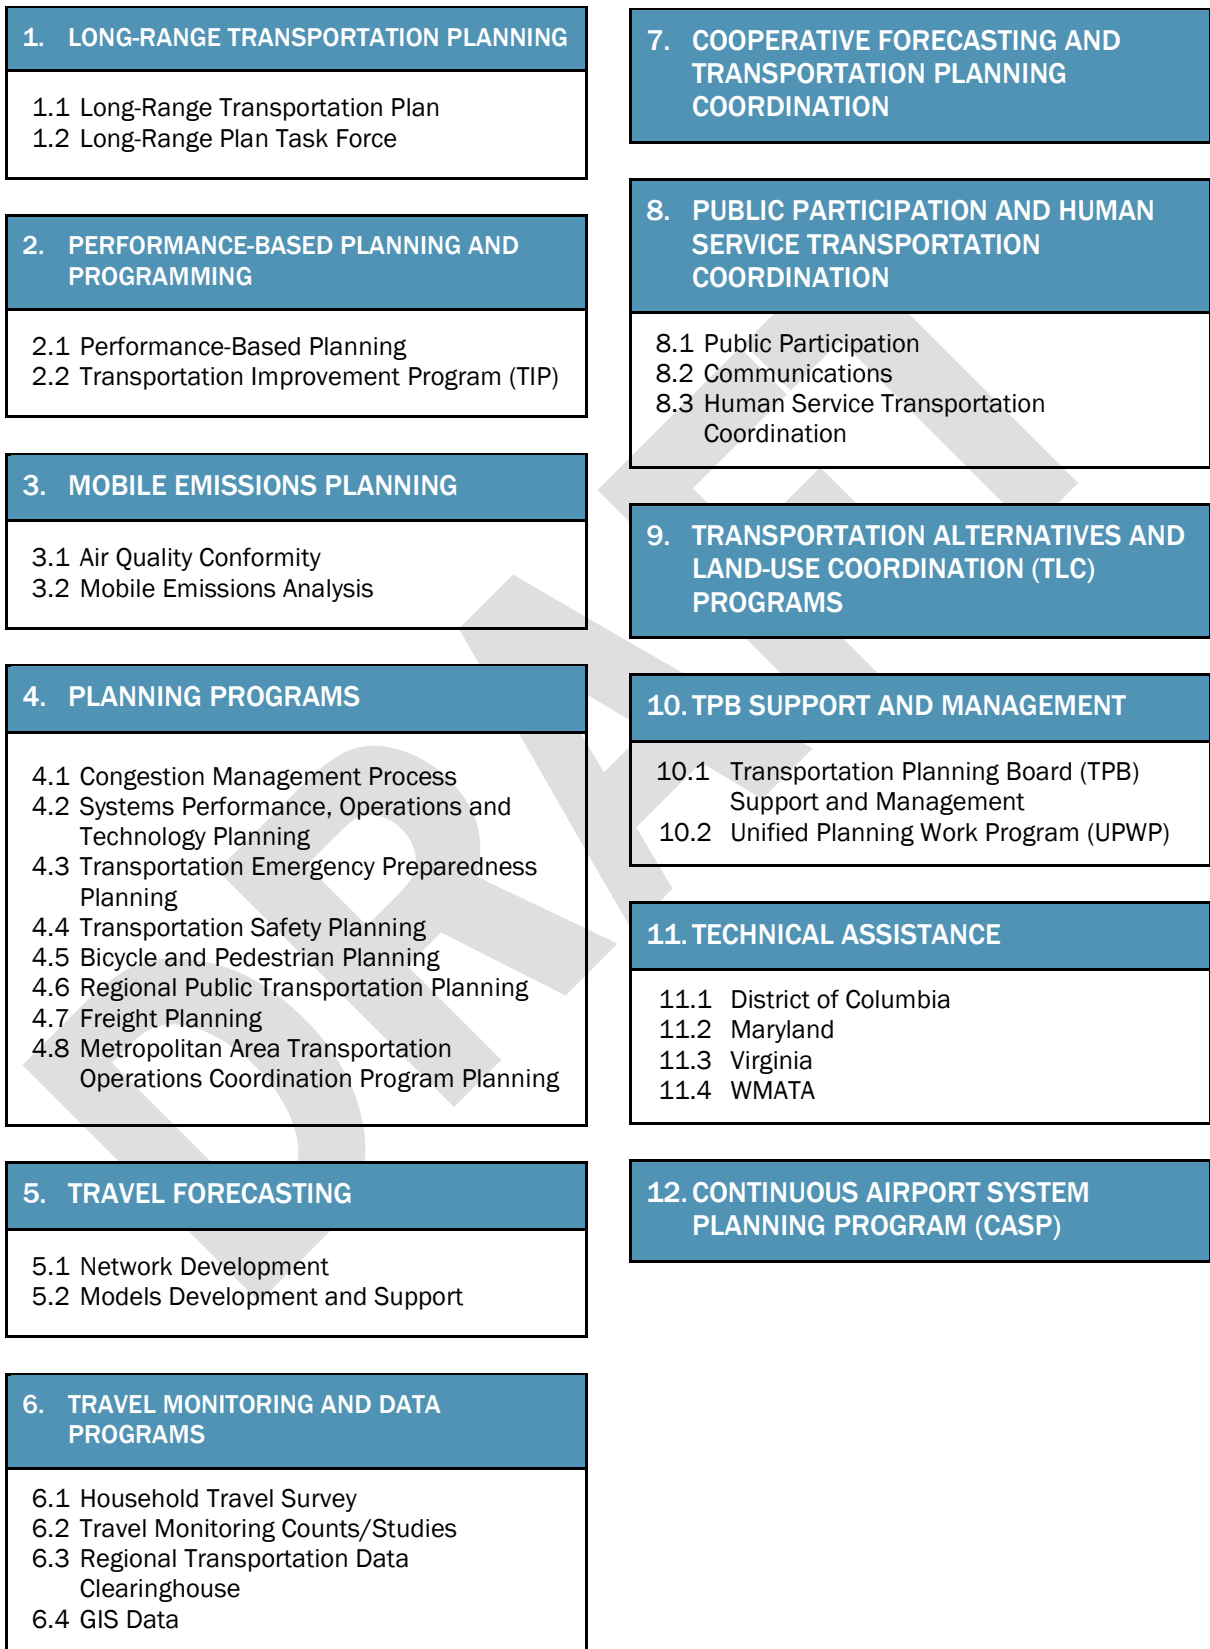 1. LONG-RANGE TRANSPORTATION PLANNING
1.1 Long-Range Transportation Plan
1.2 Long-Range Plan Task Force
2. PERFORMANCE-BASED PLANNING AND
PROGRAMMING
2.1 Performance-Based Planning
2.2 Transportation Improvement Program (TIP)
3. MOBILE EMISSIONS PLANNING
3.1 Air Quality Conformity
3.2 Mobile Emissions Analysis
4. PLANNING PROGRAMS
4.1 Congestion Management Process
4.2 Systems Performance, Operations and
Technology Planning
4.3 Transportation Emergency Preparedness
Planning
4.4 Transportation Safety Planning
4.5 Bicycle and Pedestrian Planning
4.6 Regional Public Transportation Planning
4.7 Freight Planning
4.8 Metropolitan Area Transportation
Operations Coordination Program Planning
5. TRAVEL FORECASTING
5.1 Network Development
5.2 Models Development and Support
6. TRAVEL MONITORING AND DATA
PROGRAMS
6.1 Household Travel Survey
6.2 Travel Monitoring Counts/Studies
6.3 Regional Transportation Data
Clearinghouse
6.4 GIS Data
7. COOPERATIVE FORECASTING AND
TRANSPORTATION PLANNING
COORDINATION
8. PUBLIC PARTICIPATION AND HUMAN
SERVICE TRANSPORTATION
COORDINATION
8.1 Public Participation
8.2 Communications
8.3 Human Service Transportation
Coordination
9. TRANSPORTATION ALTERNATIVES AND
LAND-USE COORDINATION (TLC)
PROGRAMS
10. TPB SUPPORT AND MANAGEMENT
10.1 Transportation Planning Board (TPB)
Support and Management
10.2 Unified Planning Work Program (UPWP)
11. TECHNICAL ASSISTANCE
11.1 District of Columbia
11.2 Maryland
11.3 Virginia
11.4 WMATA
12. CONTINUOUS AIRPORT SYSTEM
PLANNING PROGRAM (CASP)
DRAFT